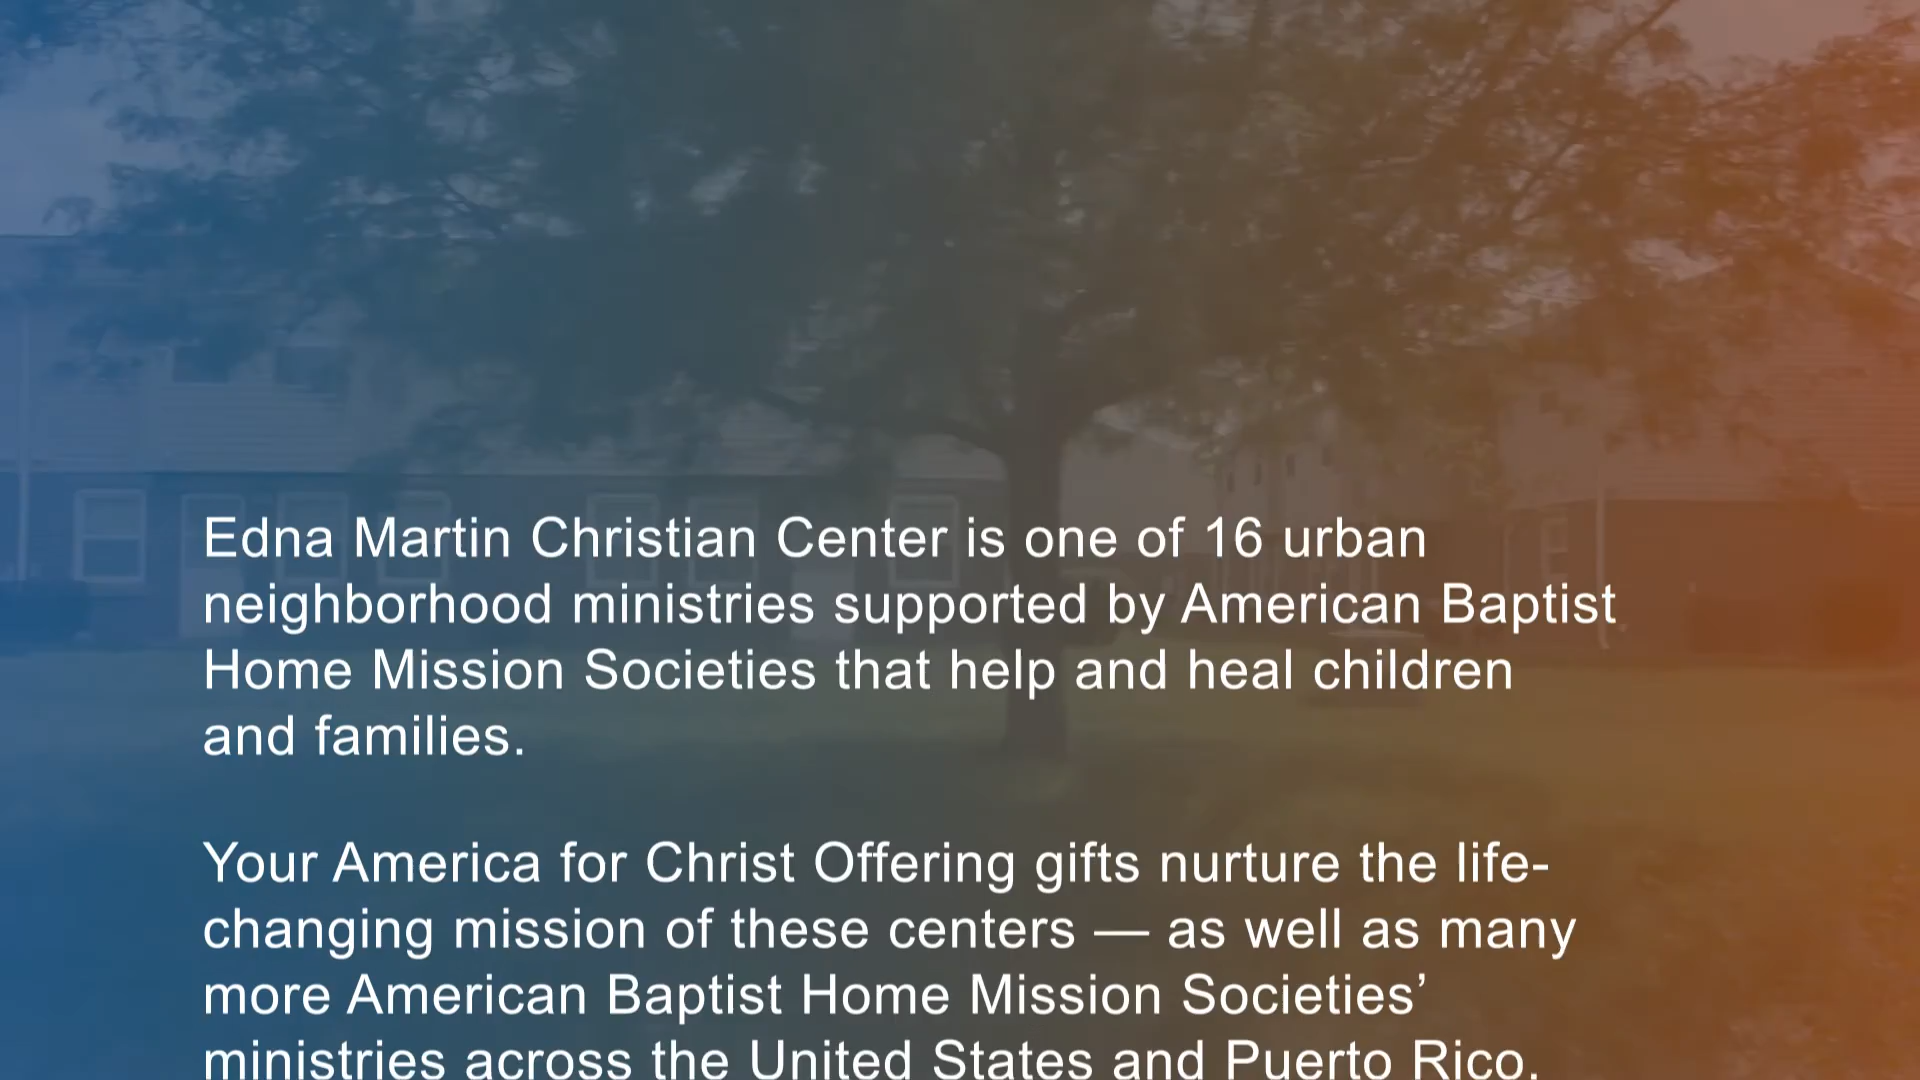 Edna Martin Christian Center is one of 16 urban
neighborhood ministries supported by American Baptist
Home Mission Societies that help and heal children
and families.
Your America for Christ Offering gifts nurture the life-
changing mission of these centers — as well as many
more American Baptist Home Mission Societies’
ministries across the United States and Puerto Rico.